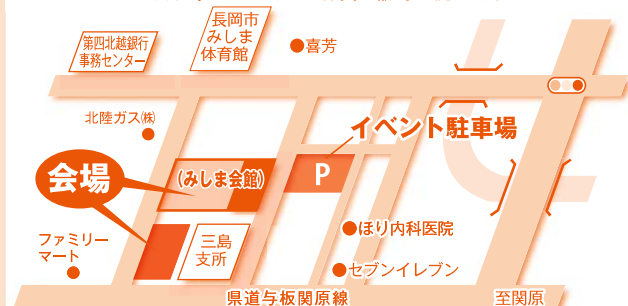 長岡市
みしま
体育館
第四北越銀行
事務センター
喜芳
北陸ガス㈱
イベント駐車場
会場
(みしま会館)
P
ほり内科医院
ファミリー
マート
三島
支所
セブンイレブン
県道与板関原線
至関原